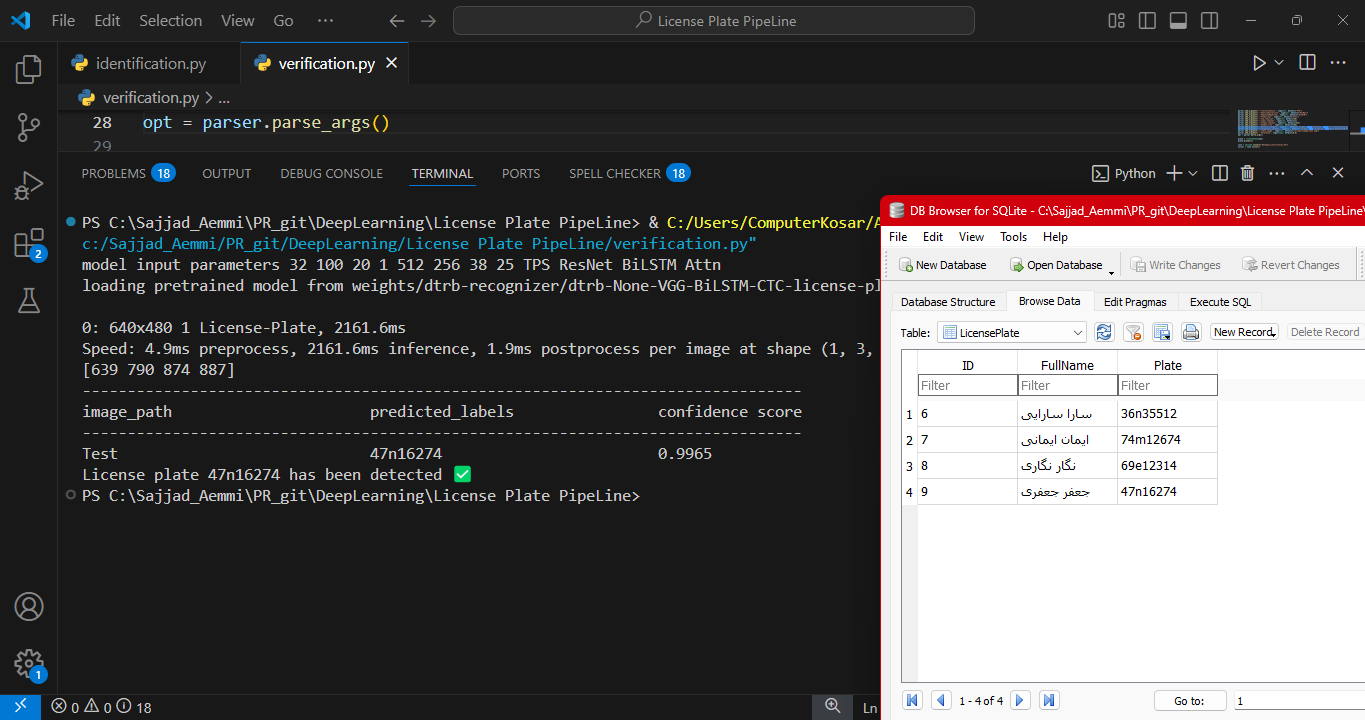 File Edit Selection View Go ··· License Plate PipeLine
identification.py verification.py
verification.py > ...
28 opt = parser.parse_args()
29
PROBLEMS 18 OUTPUT DEBUG CONSOLE TERMINAL PORTS SPELL CHECKER 18 Python
PS C:\Sajjad_Aemmi\PR_git\DeepLearning\License Plate PipeLine> & C:/Users/ComputerKosar/A
c:/Sajjad_Aemmi/PR_git/DeepLearning/License Plate PipeLine/verification.py"
model input parameters 32 100 20 1 512 256 38 25 TPS ResNet BiLSTM Attn
loading pretrained model from weights/dtrb-recognizer/dtrb-None-VGG-BiLSTM-CTC-license-pl
0: 640x480 1 License-Plate, 2161.6ms
Speed: 4.9ms preprocess, 2161.6ms inference, 1.9ms postprocess per image at shape (1, 3,
[639 790 874 887]
--------------------------------------------------------------------------------
image_path predicted_labels confidence score
--------------------------------------------------------------------------------
Test 47n16274 0.9965
License plate 47n16274 has been detected ✅
PS C:\Sajjad_Aemmi\PR_git\DeepLearning\License Plate PipeLine>
2
1
0 0 18
Ln
DB Browser for SQLite - C:\Sajjad_Aemmi\PR_git\DeepLearning\License Plate PipeLine\
File Edit View Tools Help
New Database Open Database Write Changes Revert Changes
Database Structure Browse Data Edit Pragmas Execute SQL
Table: LicensePlate New Record Delete Record
ID FullName Plate
Filter Filter Filter
1 6 سارا سارایی 36n35512
2 7 ایمان ایمانی 74m12674
3 8 نگار نگاری 69e12314
4 9 جعفر جعفری 47n16274
1 - 4 of 4 Go to: 1